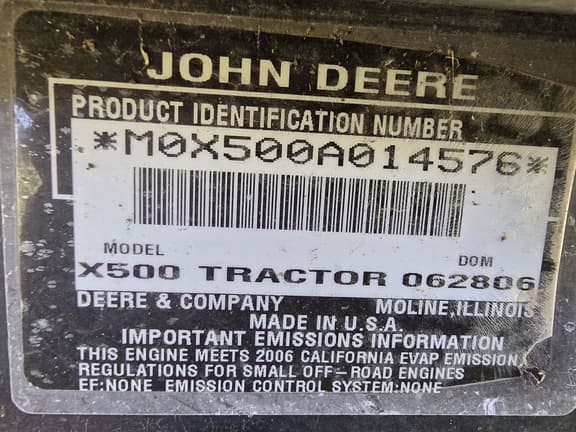 JOHN DEERE
PRODUCT IDENTIFICATION NUMBER
*M0X500A014576*
MODEL DOM
X500 TRACTOR 062806
DEERE & COMPANY MOLINE, ILLINOIS
MADE IN U.S.A.
IMPORTANT EMISSIONS INFORMATION
THIS ENGINE MEETS 2006 CALIFORNIA EVAP EMISSION
REGULATIONS FOR SMALL OFF-ROAD ENGINES
EF:NONE EMISSION CONTROL SYSTEM:NONE